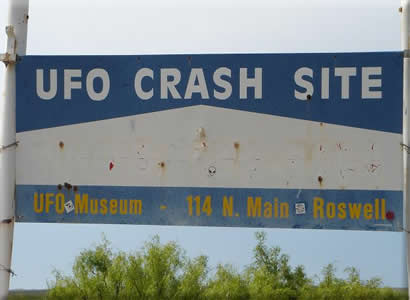 UFO CRASH SITE
UFO Museum - 114 N. Main Roswell